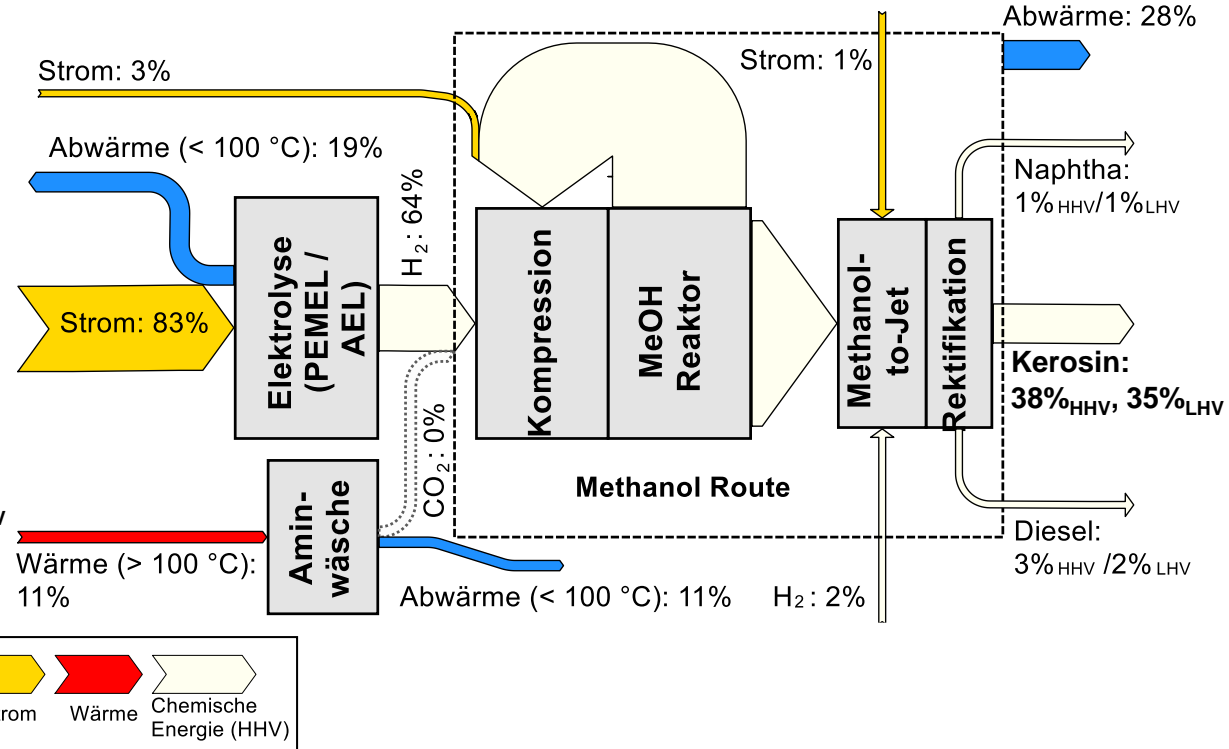 Abwärme: 28%
Strom: 3%
Strom: 1%
Abwärme (< 100 °C): 19%
Naphtha:
1% HHV/1% LHV
H2: 64%
Strom: 83%
Elektrolyse
(PEMEL /
AEL)
Kompression
MeOH
Reaktor
Methanol-
to-Jet
Rektifikation
Kerosin:
38%HHV, 35%LHV
CO2: 0%
Methanol Route
Amin-
wäsche
Wärme (> 100 °C):
11%
Abwärme (< 100 °C): 11%
H2: 2%
Diesel:
3% HHV /2% LHV
Wärme
Chemische
Energie (HHV)